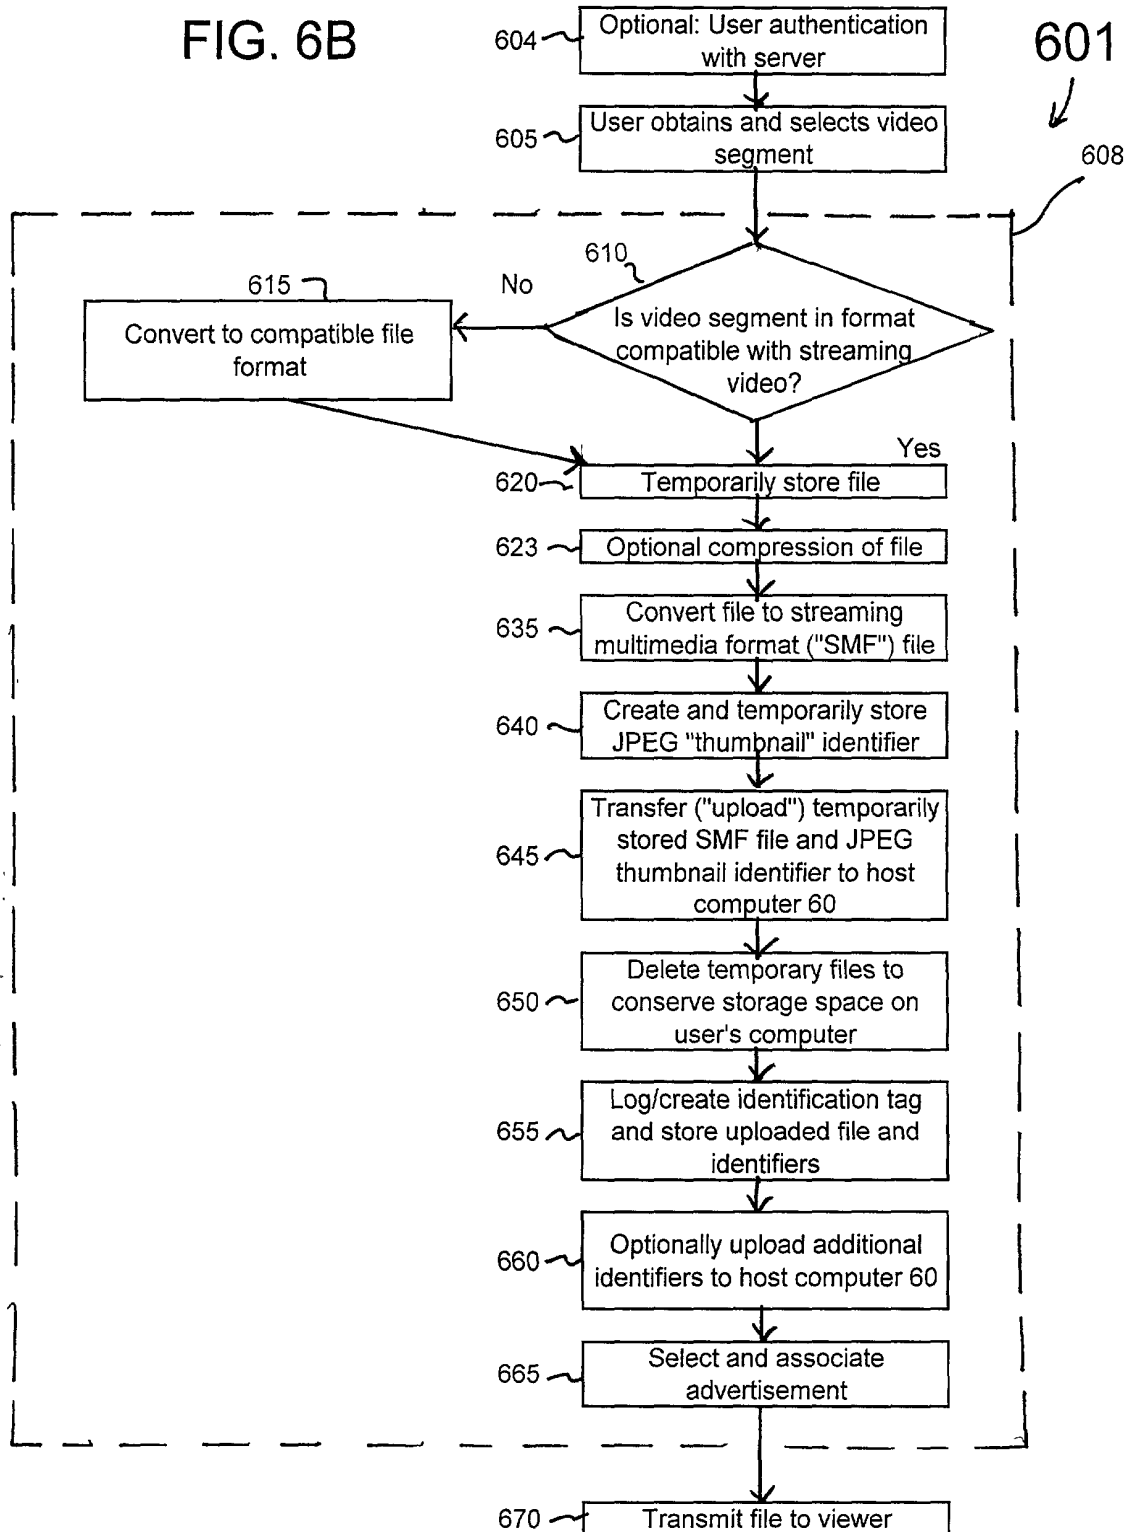 FIG. 6B
601
604
Optional: User authentication
with server
605
User obtains and selects video
segment
608
610
No
Is video segment in format
compatible with streaming
video?
615
Convert to compatible file
format
Yes
620
Temporarily store file
623
Optional compression of file
635
Convert file to streaming
multimedia format ("SMF") file
640
Create and temporarily store
JPEG "thumbnail" identifier
645
Transfer ("upload") temporarily
stored SMF file and JPEG
thumbnail identifier to host
computer 60
650
Delete temporary files to
conserve storage space on
user's computer
655
Log/create identification tag
and store uploaded file and
identifiers
660
Optionally upload additional
identifiers to host computer 60
665
Select and associate
advertisement
670
Transmit file to viewer